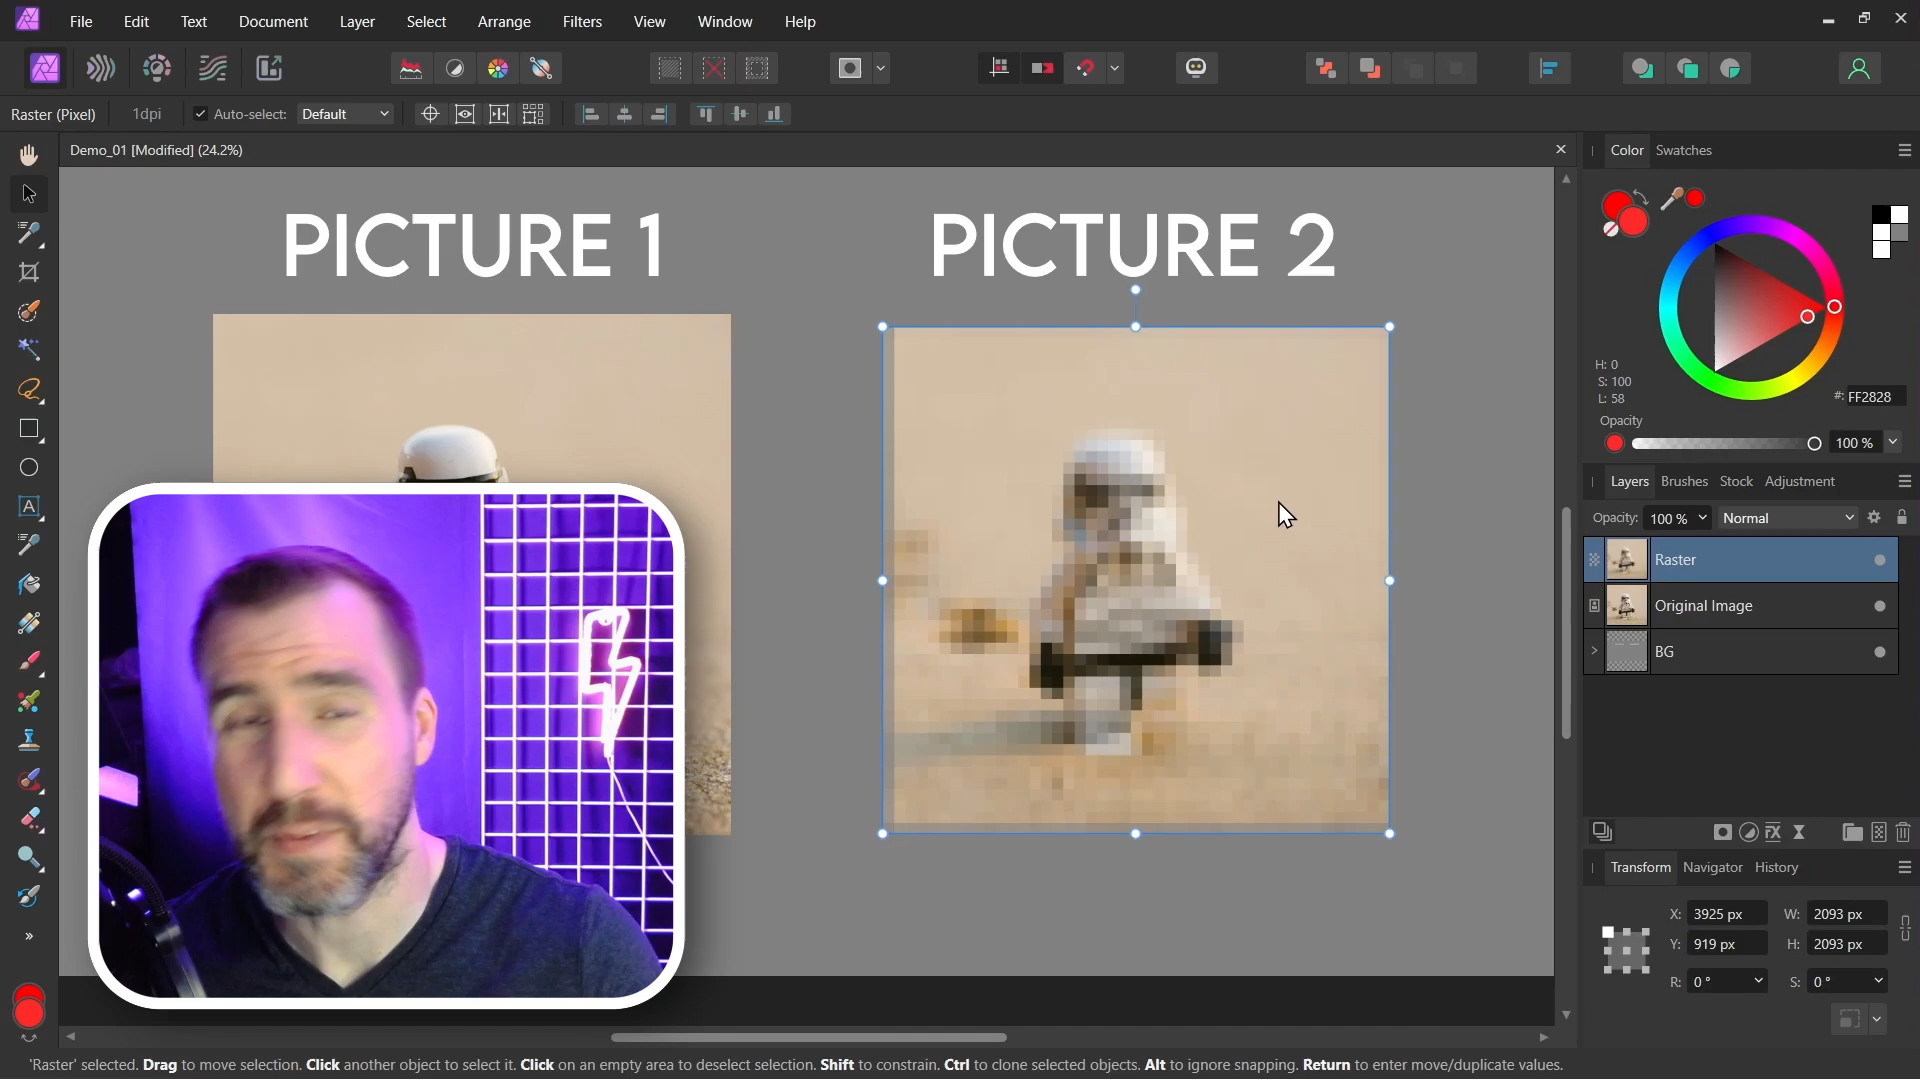 File Edit Text Document Layer Select Arrange Filters View Window Help
Raster (Pixel) 1dpi Auto-select: Default
Demo_01 [Modified] (24.2%)
PICTURE 1
PICTURE 2
Color Swatches
H: 0
S: 100
L: 58
#: FF2828
Opacity
100 %
Layers Brushes Stock Adjustment
Opacity: 100 % Normal
Raster
Original Image
BG
Transform Navigator History
X: 3925 px W: 2093 px
Y: 919 px H: 2093 px
R: 0 ° S: 0 °
'Raster' selected. Drag to move selection. Click another object to select it. Click on an empty area to deselect selection. Shift to constrain. Ctrl to clone selected objects. Alt to ignore snapping. Return to enter move/duplicate values.